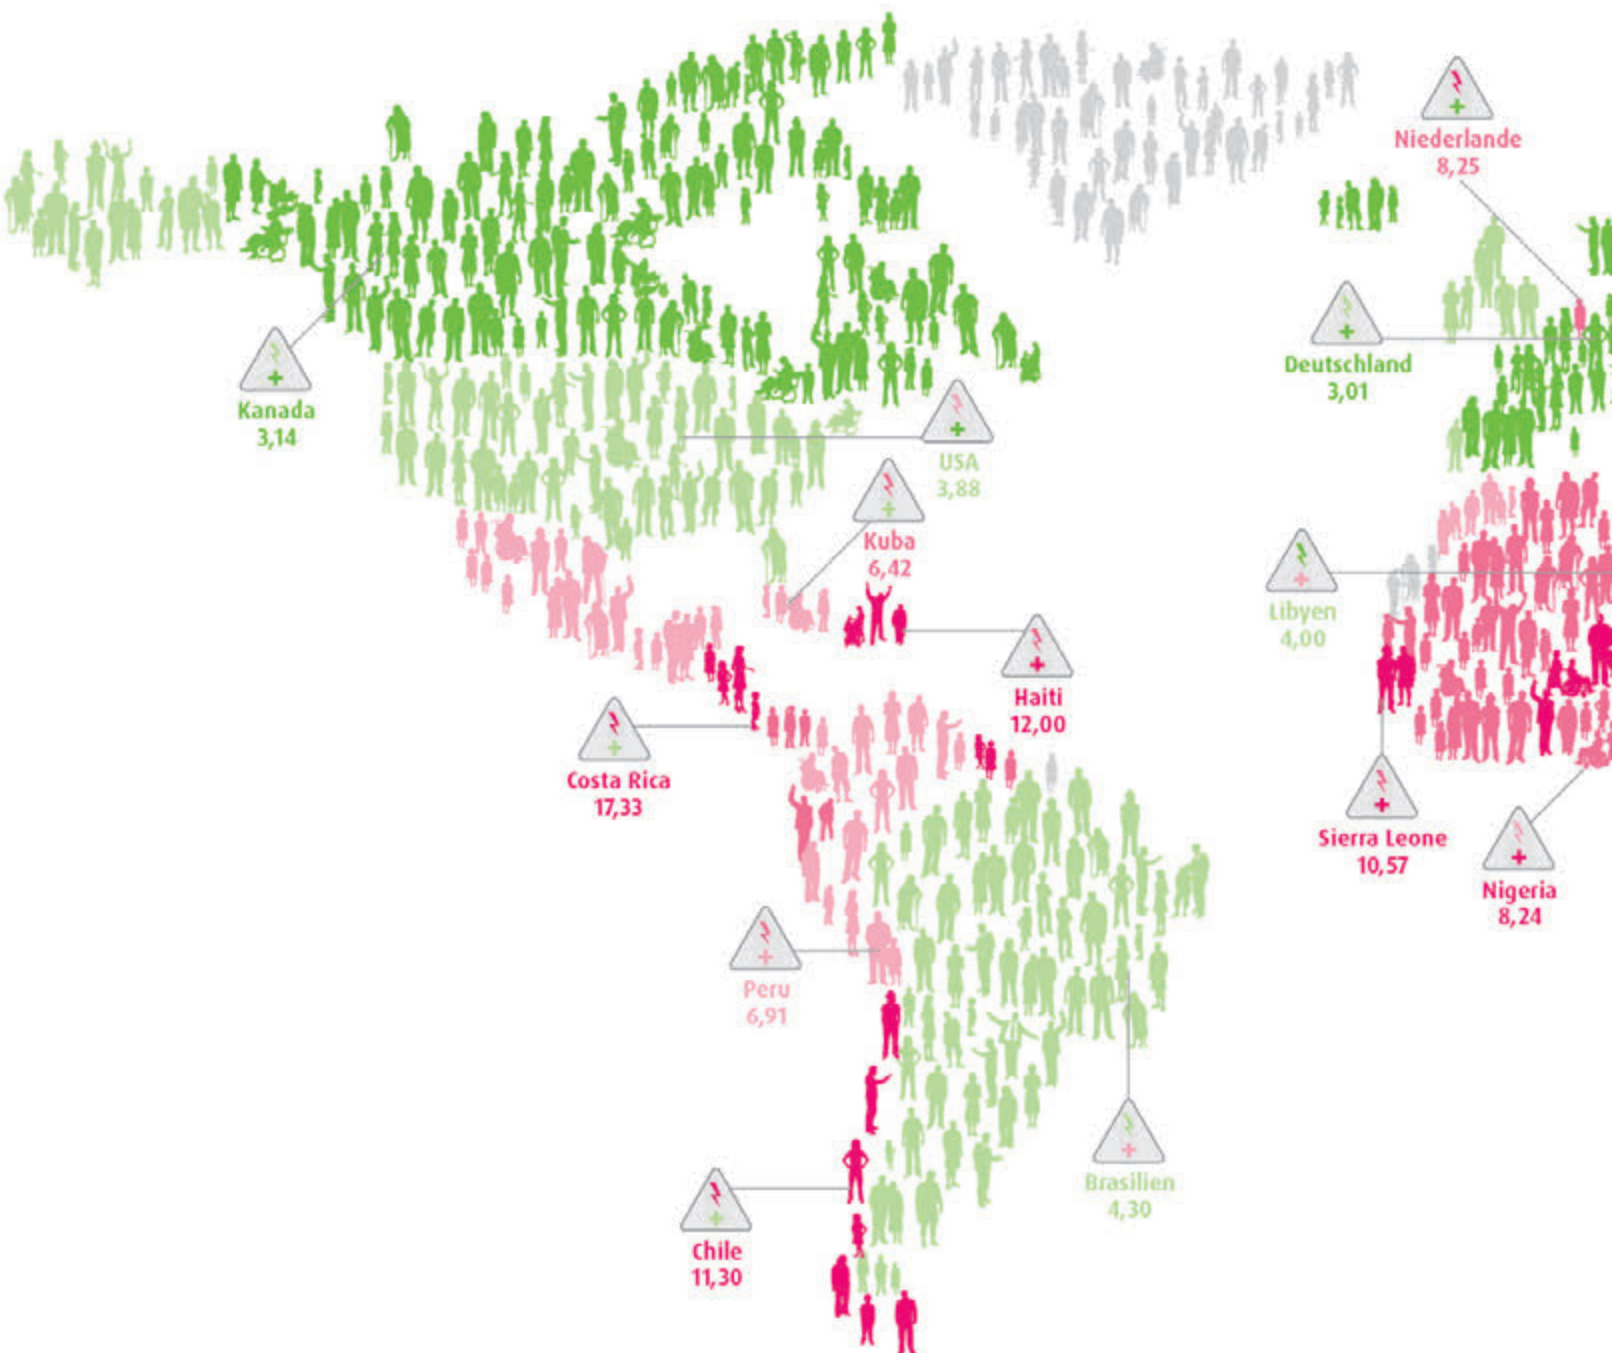 Niederlande
8,25
Deutschland
3,01
Kanada
3,14
USA
3,88
Kuba
6,42
Libyen
4,00
Haiti
12,00
Costa Rica
17,33
Sierra Leone
10,57
Nigeria
8,24
Peru
6,91
Brasilien
4,30
Chile
11,30